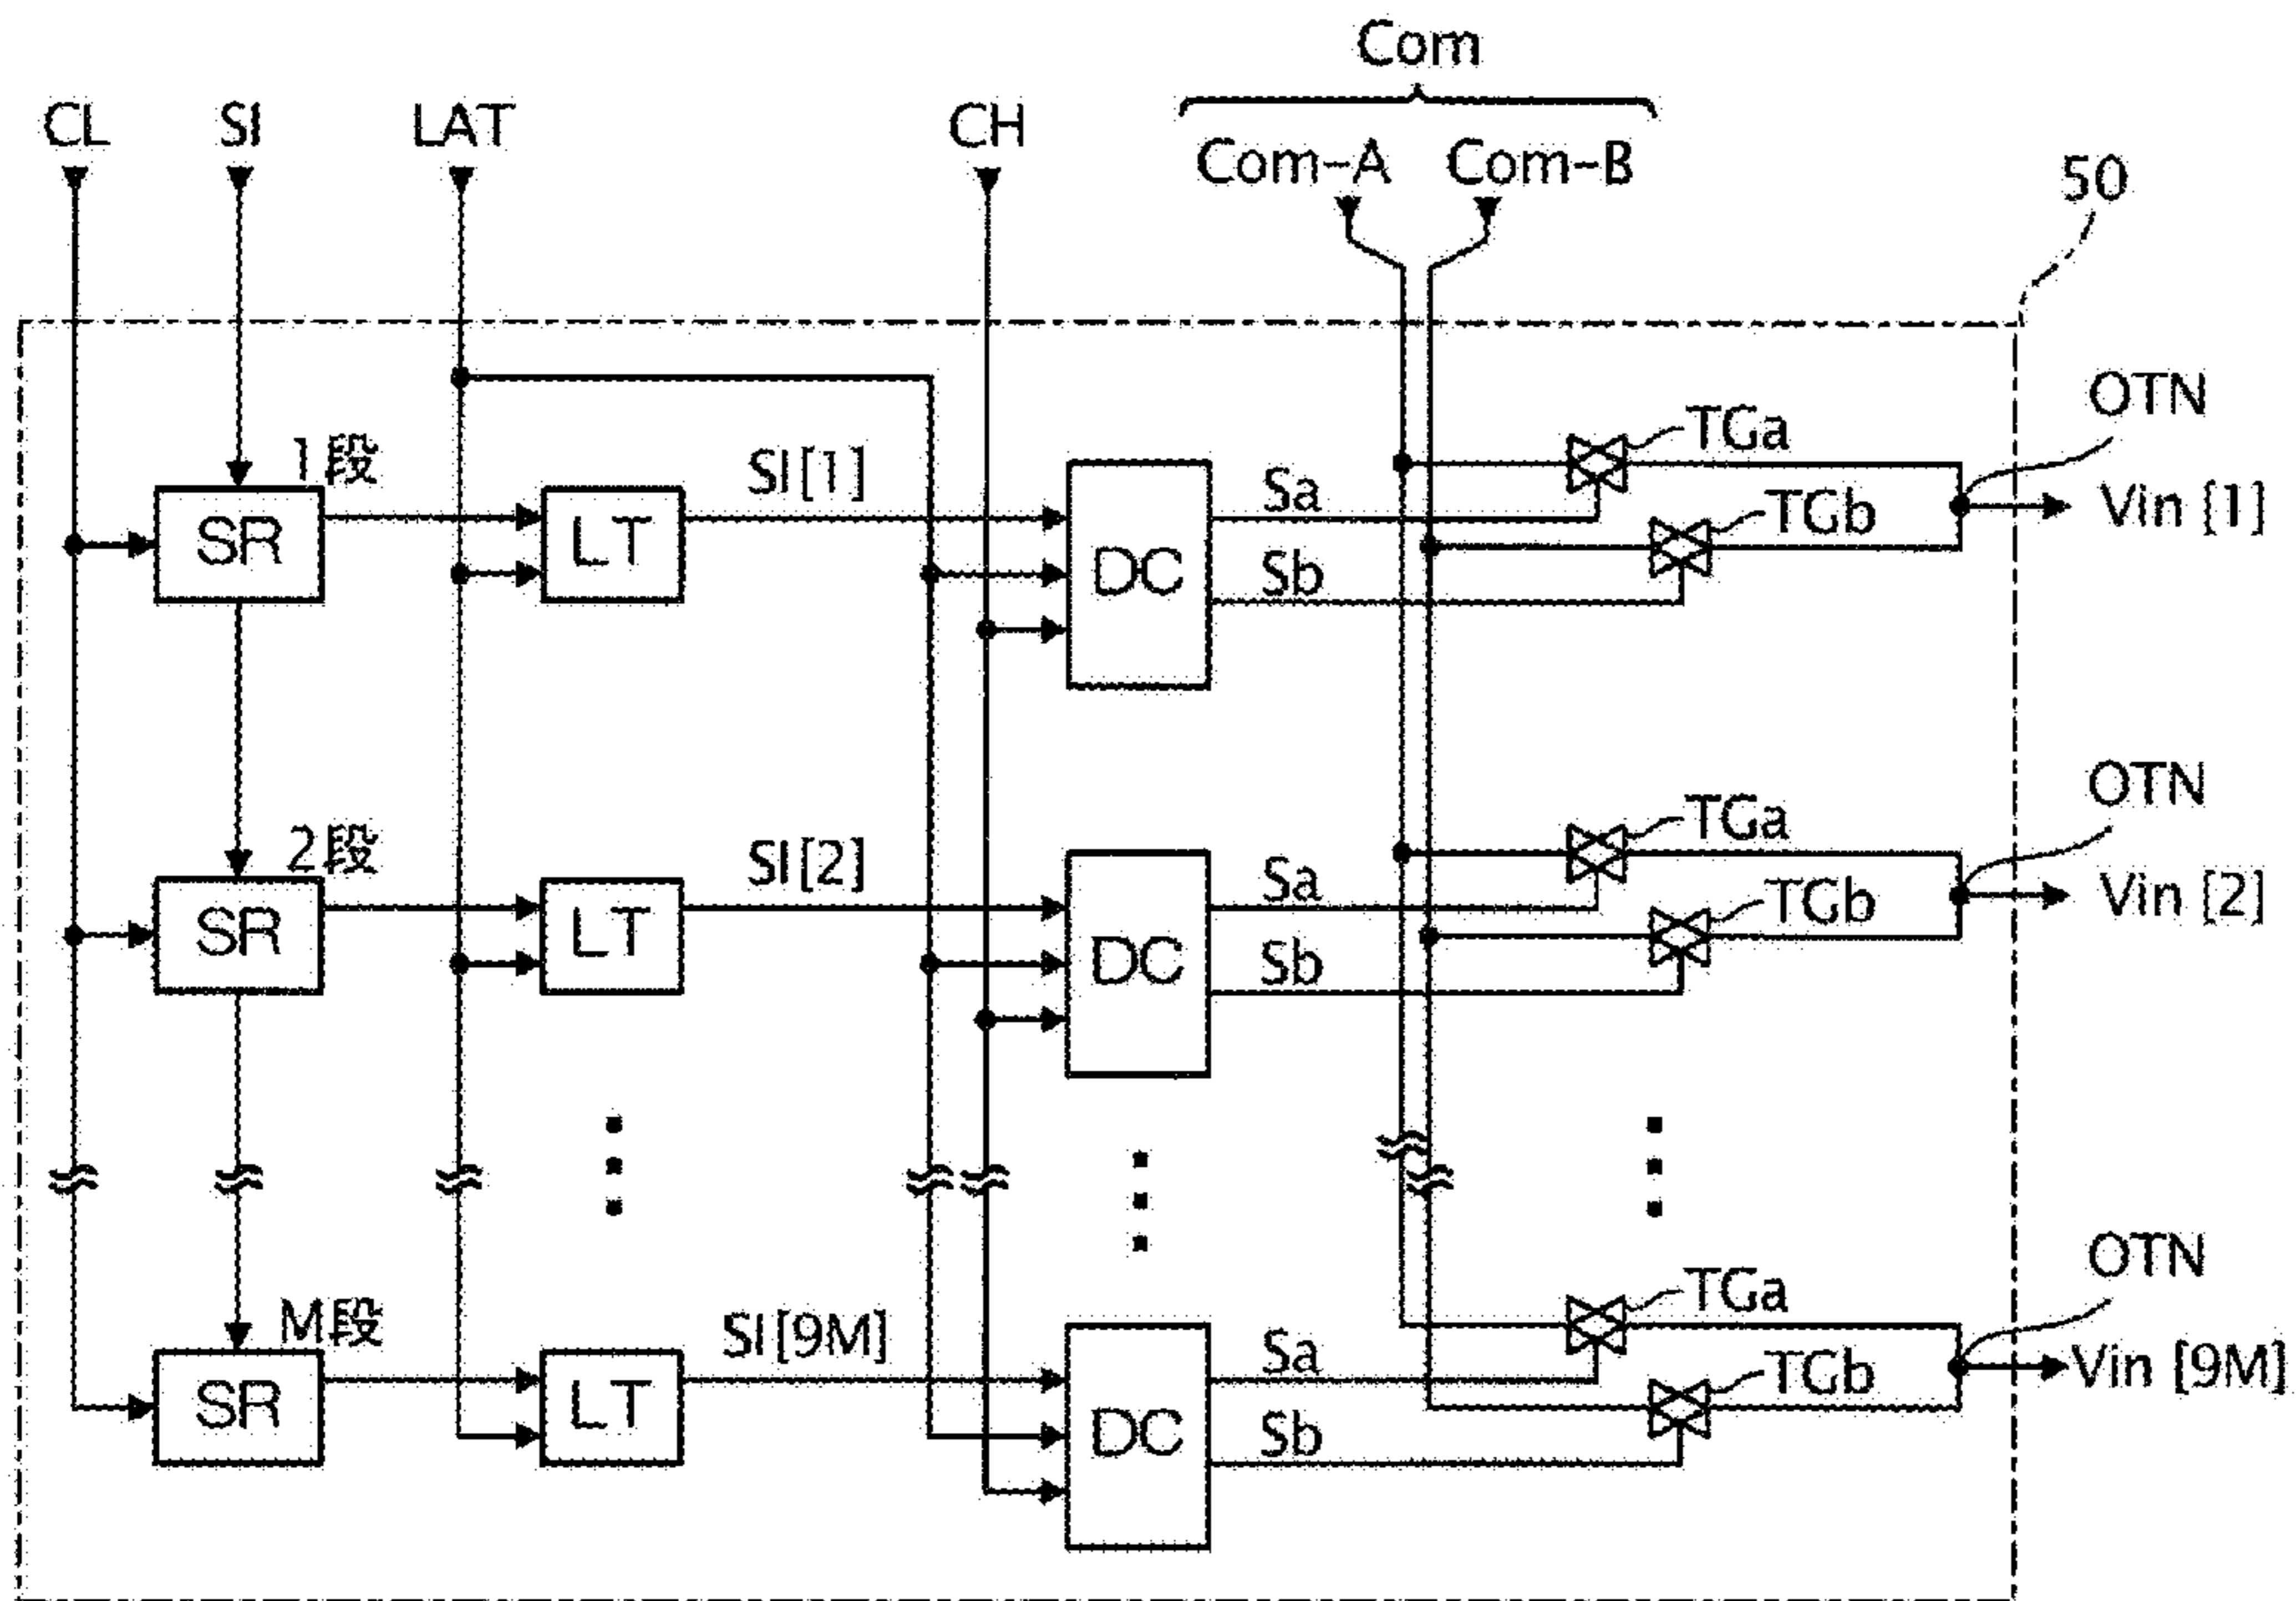 Com
CL
SI
LAT
CH
Com-A
Com-B
50
OTN
TGa
1段
SI[1]
Sa
TGb
Vin [1]
SR
LT
DC
Sb
OTN
TGa
2段
SI[2]
Sa
TGb
Vin [2]
SR
LT
DC
Sb
OTN
TGa
M段
SI[9M]
Sa
TGb
Vin [9M]
SR
LT
DC
Sb